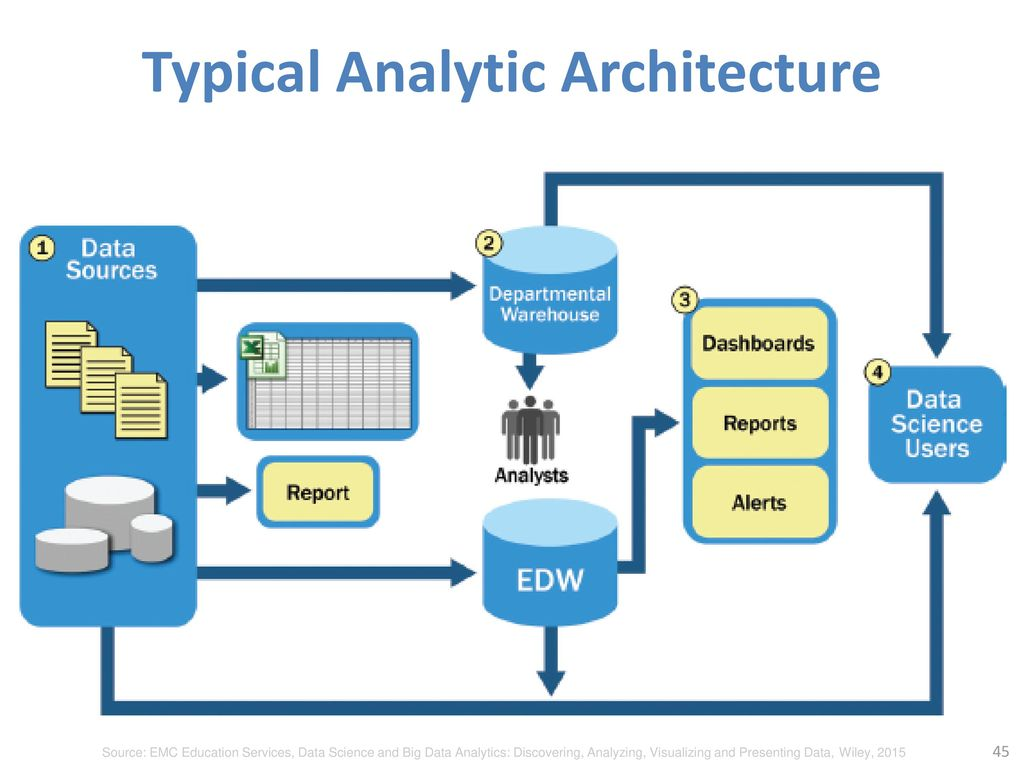 Typical Analytic Architecture
1
Data
Sources
2
Departmental
Warehouse
3
Dashboards
Reports
Alerts
4
Data
Science
Users
X
Report
Analysts
EDW
Source: EMC Education Services, Data Science and Big Data Analytics: Discovering, Analyzing, Visualizing and Presenting Data, Wiley, 2015
45